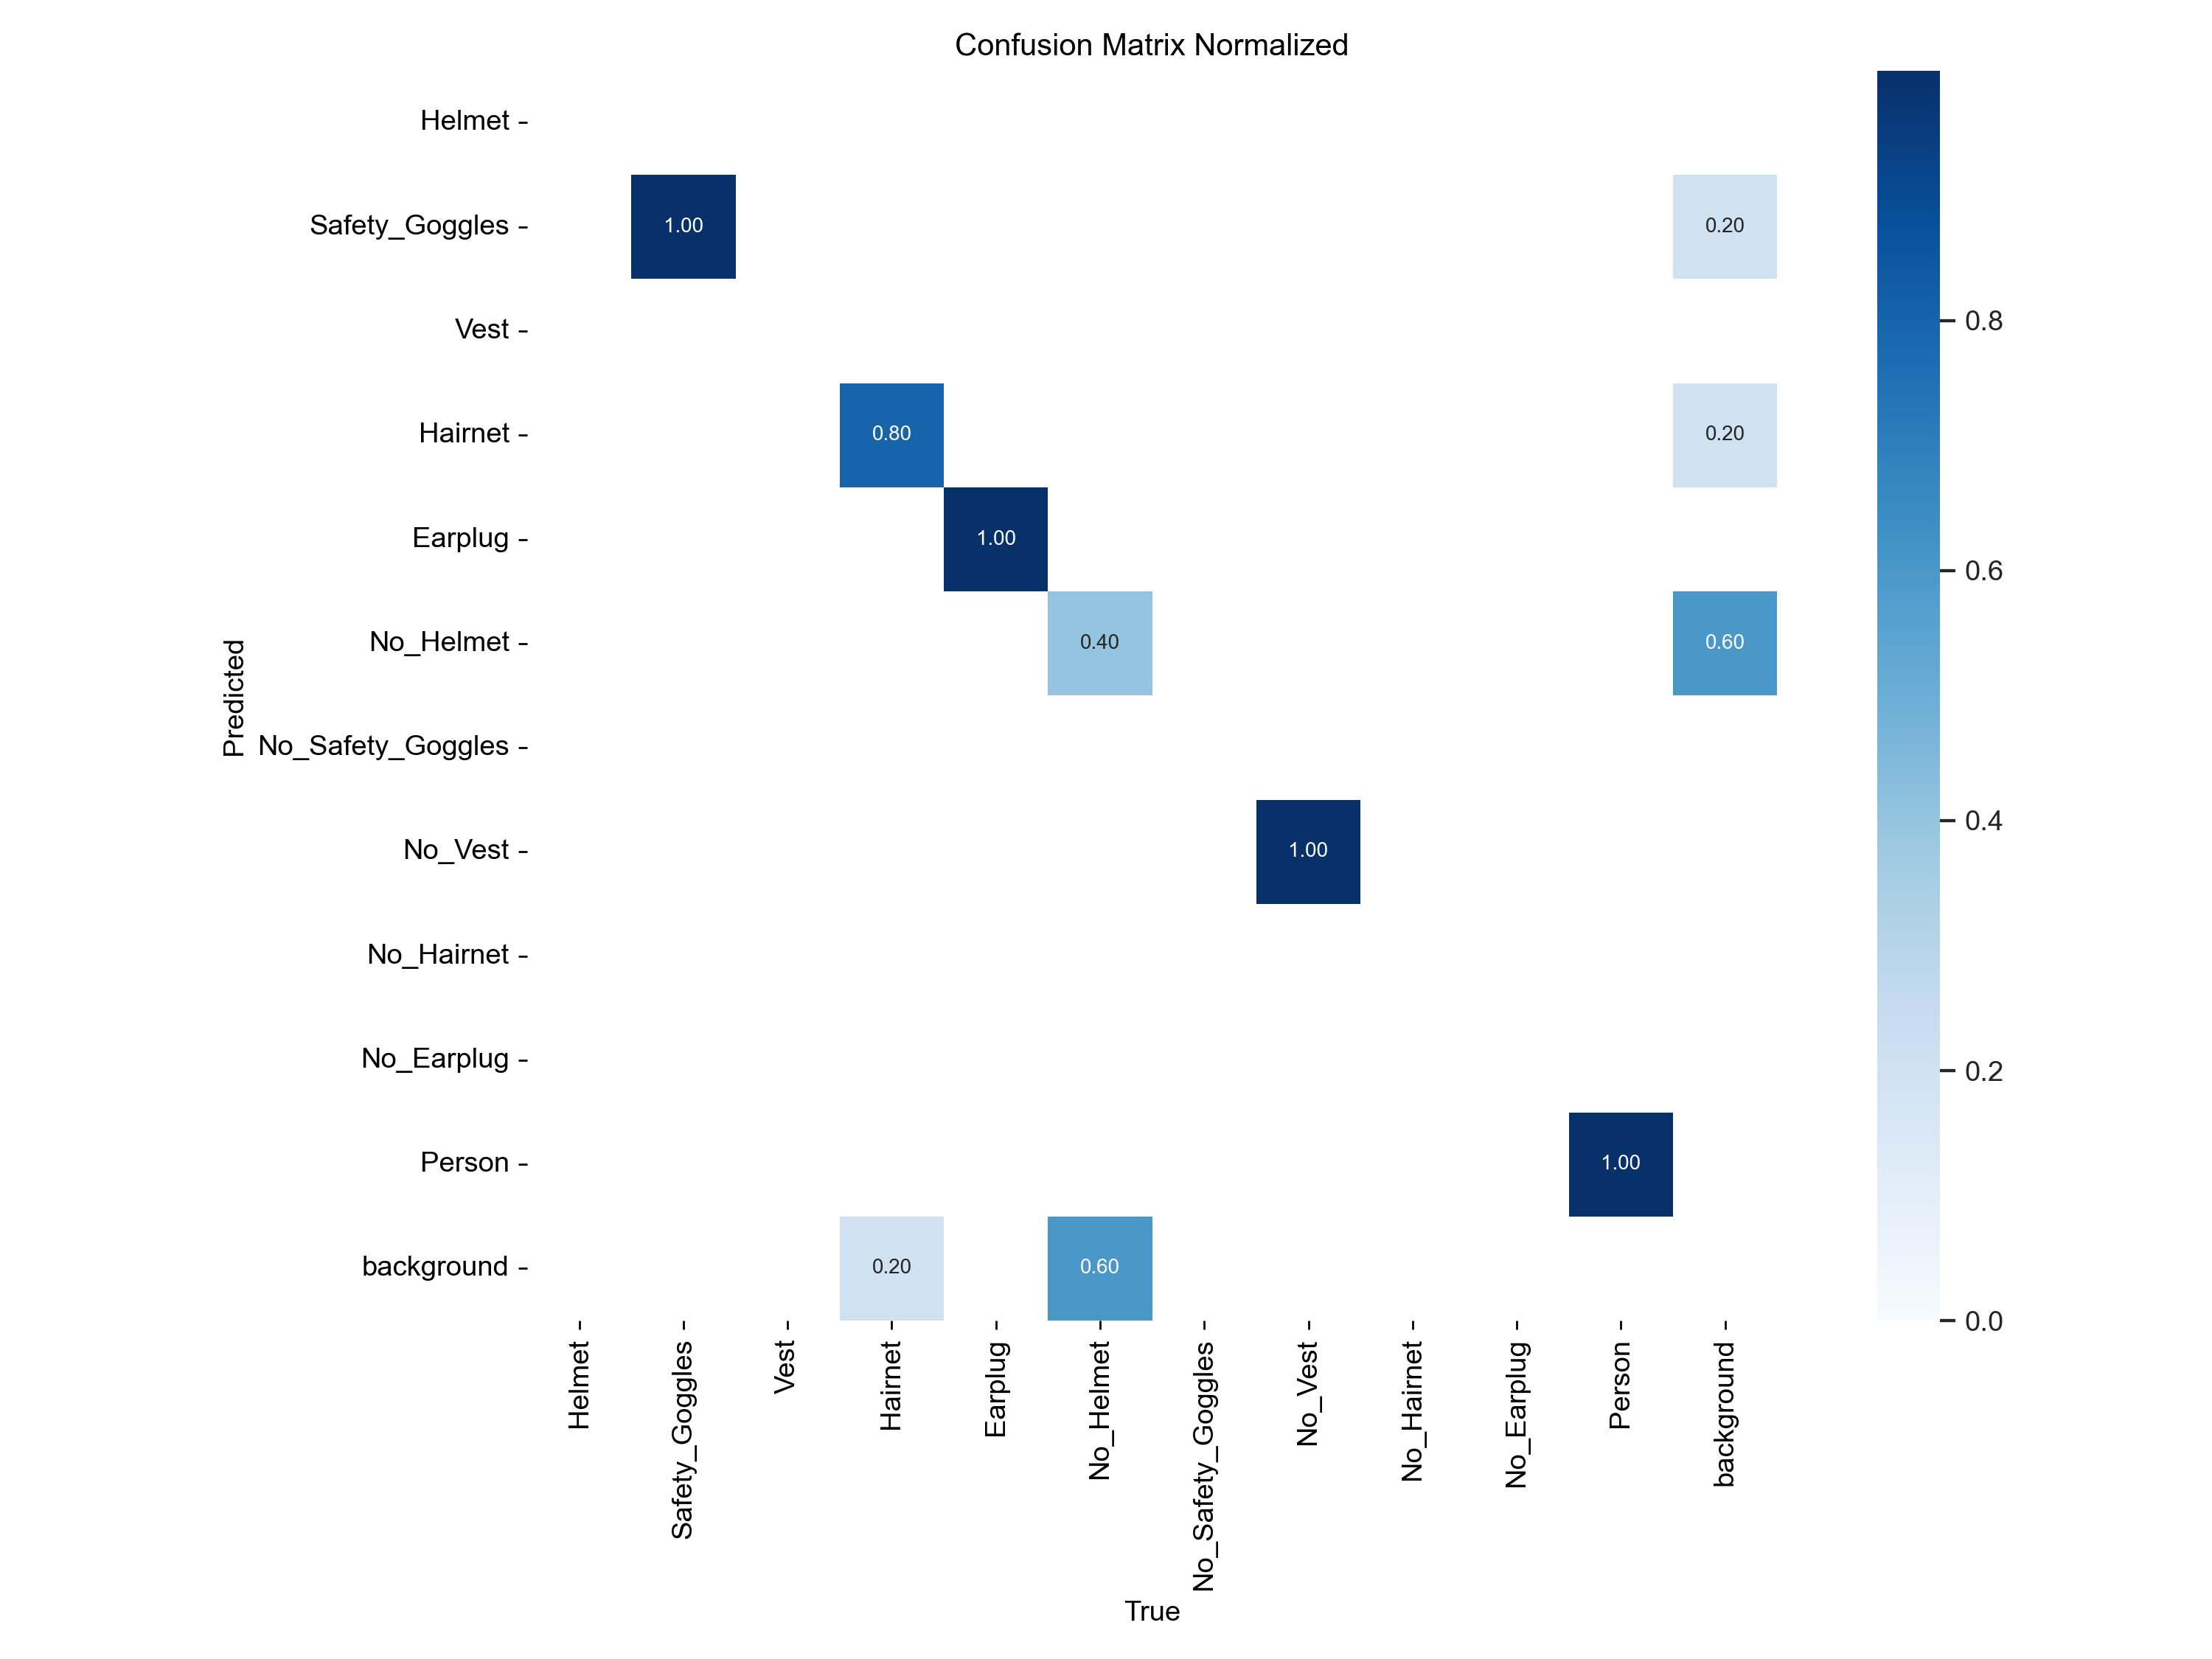 Confusion Matrix Normalized
Helmet
Safety_Goggles
1.00
0.20
Vest
0.8
Hairnet
0.80
0.20
Earplug
1.00
0.6
No_Helmet
0.40
0.60
Predicted
No_Safety_Goggles
No_Vest
1.00
0.4
No_Hairnet
No_Earplug
0.2
Person
1.00
background
0.20
0.60
0.0
Helmet
Safety_Goggles
Vest
Hairnet
Earplug
No_Helmet
No_Safety_Goggles
No_Vest
No_Hairnet
No_Earplug
Person
background
True